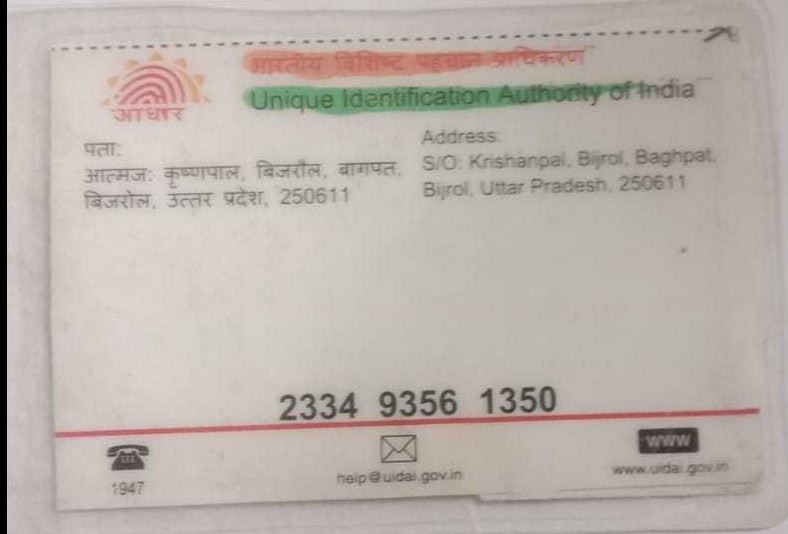 भारतीय विशिष्ट पहचान प्राधिकरण
Unique Identification Authority of India
आधार
पता:
आत्मज: कृष्णपाल, बिजरौल, बागपत,
बिजरोल, उत्तर प्रदेश, 250611
Address:
S/O: Krishanpal, Bijrol, Baghpat,
Bijrol, Uttar Pradesh, 250611
2334 9356 1350
1947
help@uidai.gov.in
www
www.uidai.gov.in